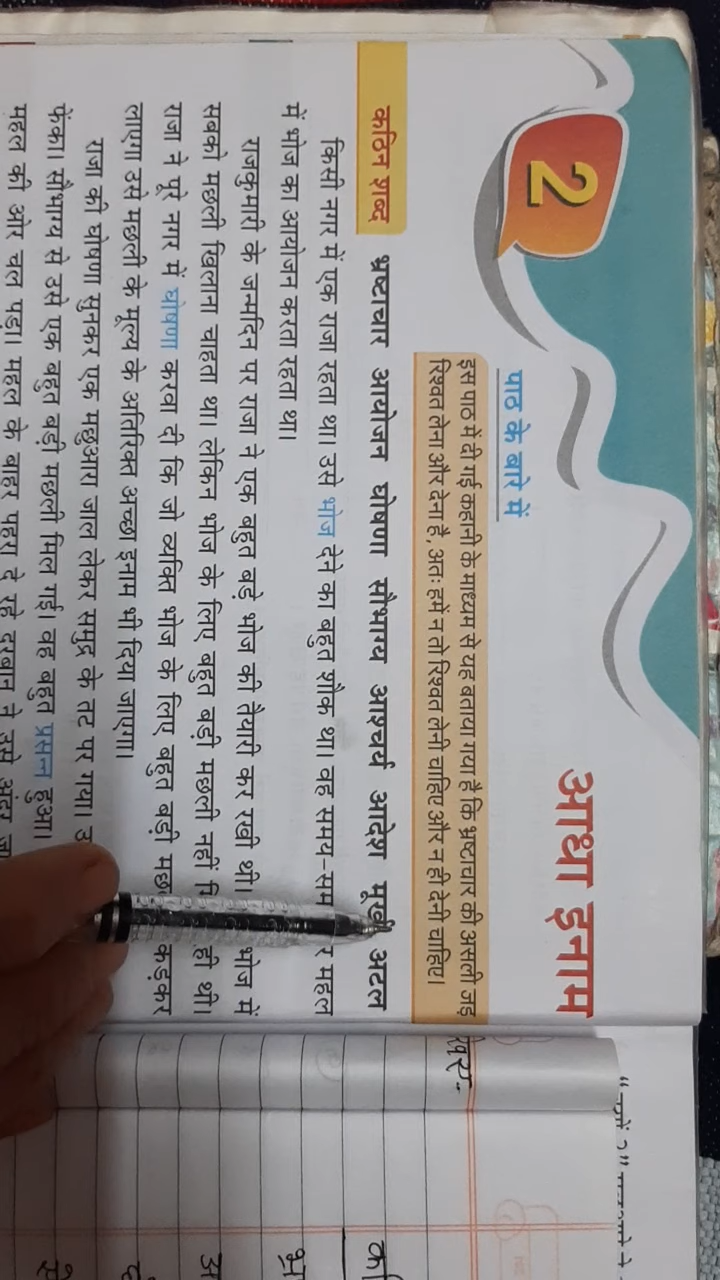 2
आधा इनाम
पाठ के बारे में
इस पाठ में दी गई कहानी के माध्यम से यह बताया गया है कि भ्रष्टाचार की असली जड़
रिश्वत लेना और देना है, अतः हमें न तो रिश्वत लेनी चाहिए और न ही देनी चाहिए।
कठिन शब्द भ्रष्टाचार आयोजन घोषणा सौभाग्य आश्चर्य आदेश अटल
किसी नगर में एक राजा रहता था। उसे भोज देने का बहुत शौक था। वह महल
में भोज का आयोजन करता रहता था।
राजकुमारी के जन्मदिन पर राजा ने एक बहुत बड़े भोज की तैयारी कर रखी थी। भोज में
सबको मछली खिलाना चाहता था। लेकिन भोज के लिए बहुत बड़ी मछली नहीं थी।
राजा ने पूरे नगर में घोषणा करवा दी कि जो व्यक्ति भोज के लिए बहुत बड़ी
लाएगा उसे मछली के मूल्य के अतिरिक्त अच्छा इनाम भी दिया जाएगा।
राजा की घोषणा सुनकर एक मछुआरा जाल लेकर समुद्र के तट पर गया।
फेंका। सौभाग्य से उसे एक बहुत बड़ी मछली मिल गई। वह बहुत प्रसन्न हुआ।
महल की ओर चल पड़ा। महल के बाहर पहरा दे रहे दरबान ने उसे अंदर